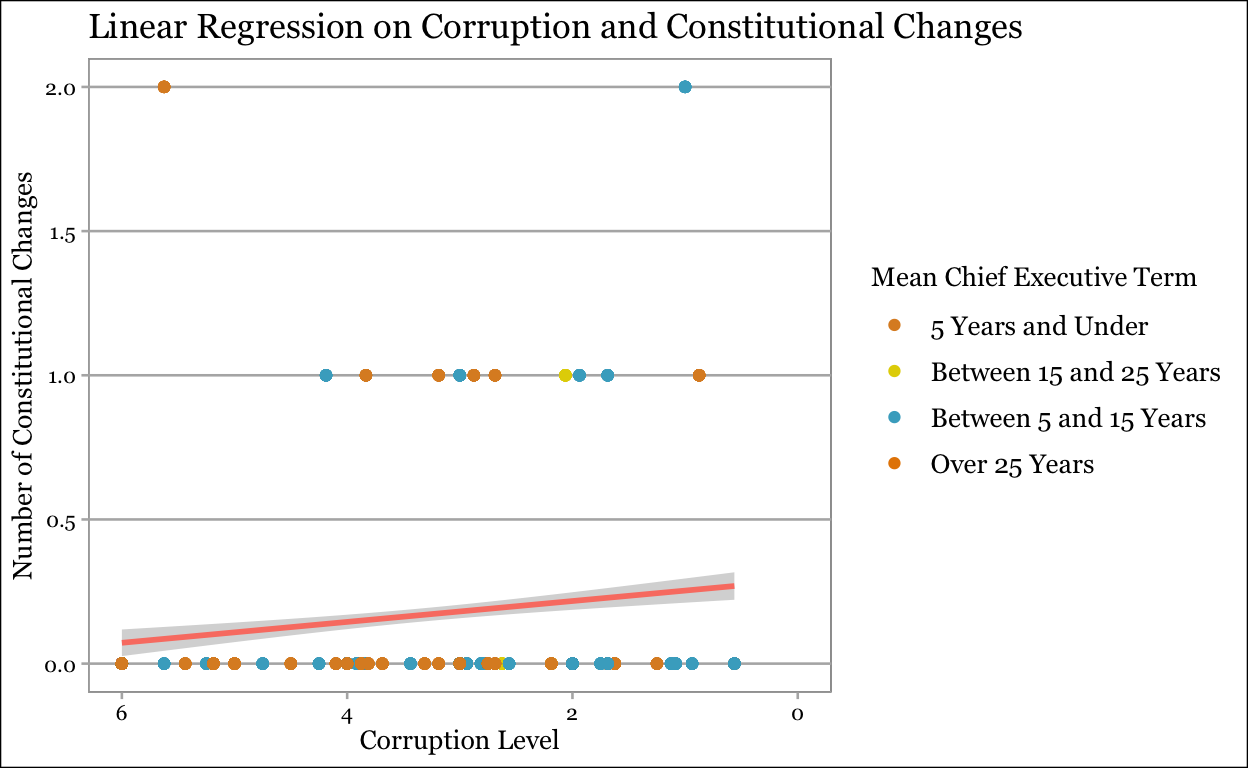 Linear Regression on Corruption and Constitutional Changes
Number of Constitutional Changes
2.0
1.5
1.0
0.5
0.0
6 4 2 0
Corruption Level
Mean Chief Executive Term
5 Years and Under
Between 15 and 25 Years
Between 5 and 15 Years
Over 25 Years